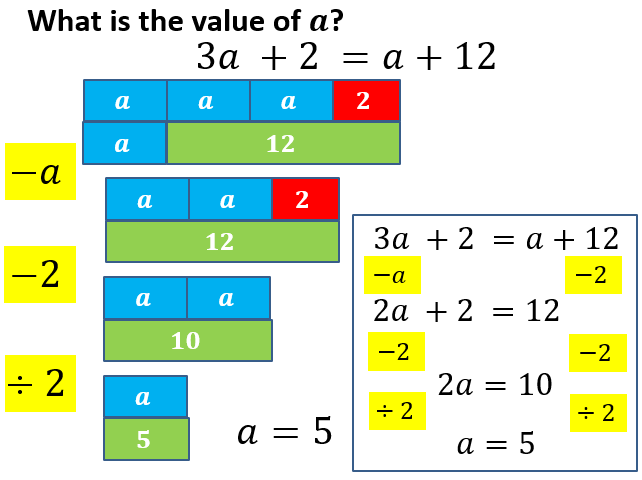 What is the value of a?
3a + 2 = a + 12
a a a 2
a 12
−a
a a 2
12
−2
a a
10
÷ 2
a
5
a = 5
3a + 2 = a + 12
−a −2
2a + 2 = 12
−2 −2
2a = 10
÷ 2 ÷ 2
a = 5